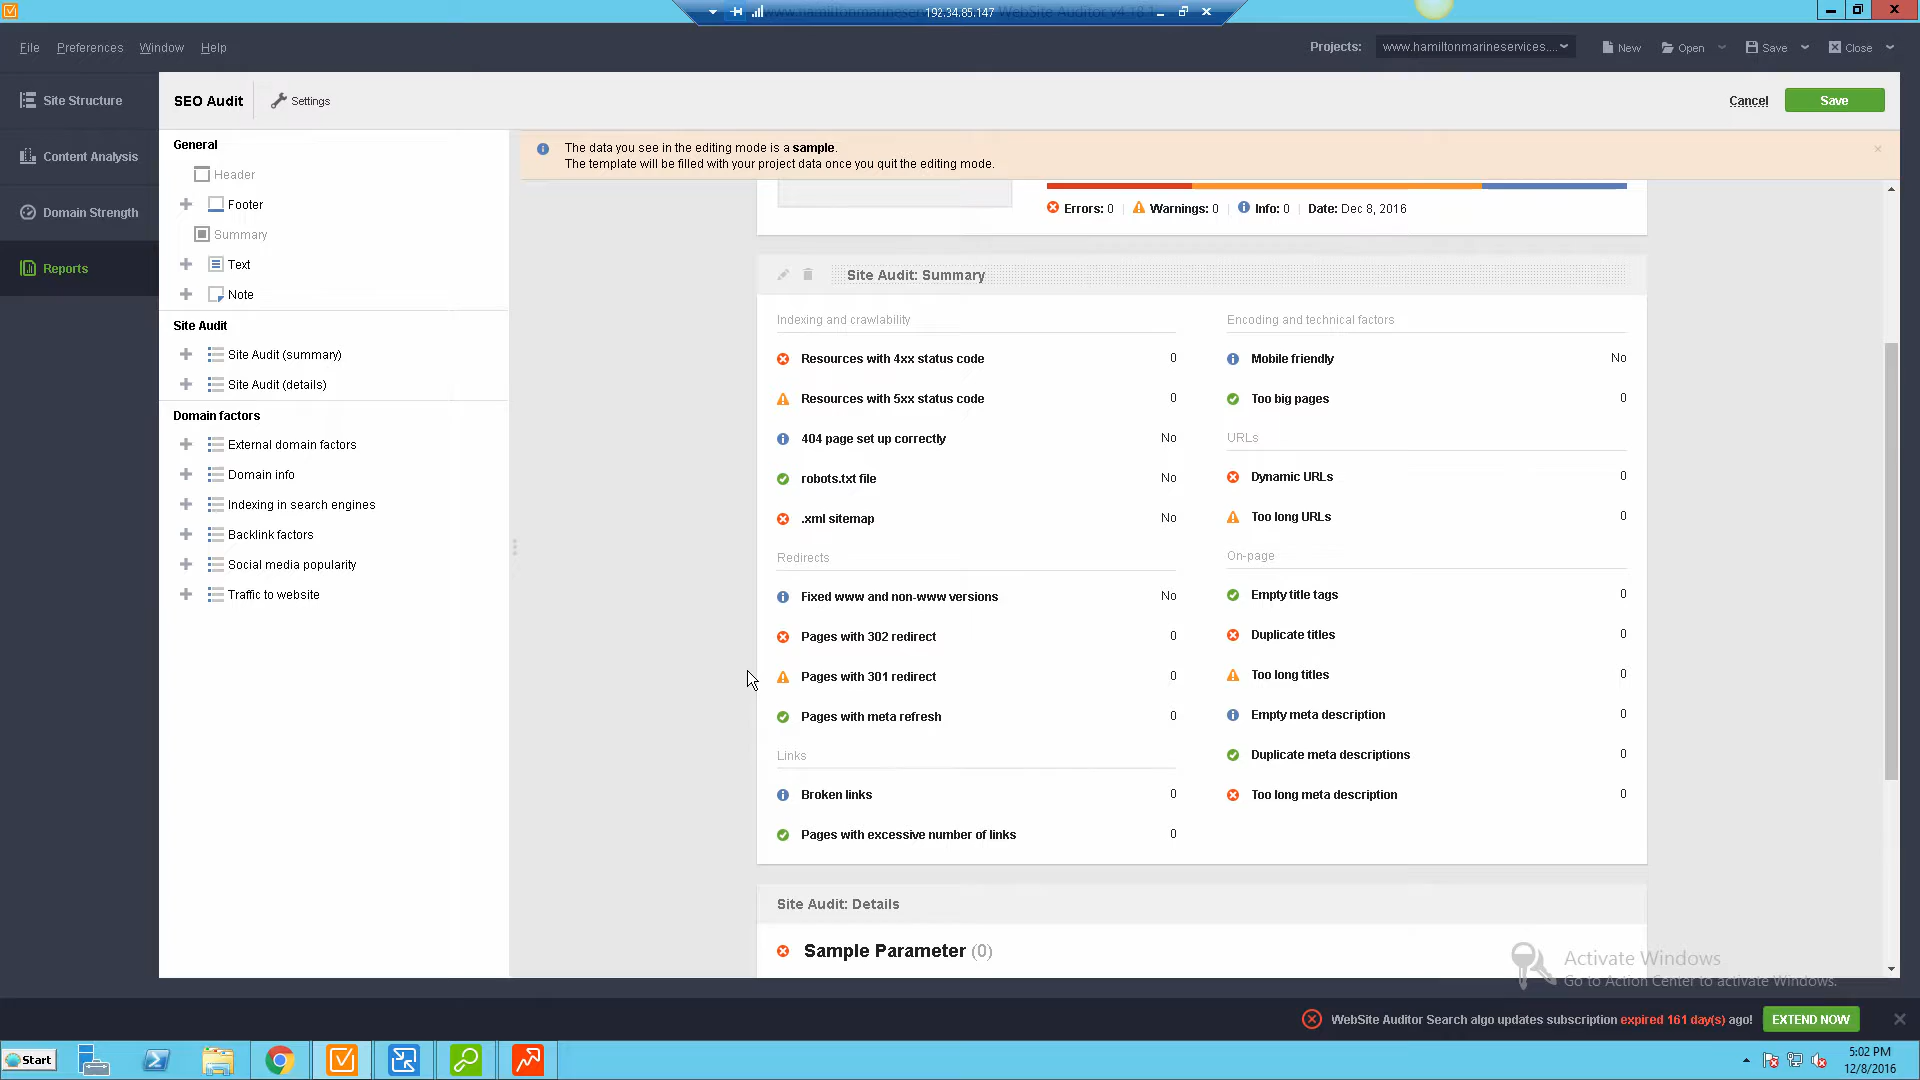 192.34.85.147
WebSite Auditor v4.18.1
File Preferences Window Help
Projects: www.hamiltonmarineservices.... New Open Save Close
Site Structure
Content Analysis
Domain Strength
Reports
SEO Audit Settings Cancel Save
General
Header
Footer
Summary
Text
Note
Site Audit
Site Audit (summary)
Site Audit (details)
Domain factors
External domain factors
Domain info
Indexing in search engines
Backlink factors
Social media popularity
Traffic to website
The data you see in the editing mode is a sample.
The template will be filled with your project data once you quit the editing mode.
Errors: 0 Warnings: 0 Info: 0 Date: Dec 8, 2016
Site Audit: Summary
Indexing and crawlability
Resources with 4xx status code 0
Resources with 5xx status code 0
404 page set up correctly No
robots.txt file No
.xml sitemap No
Redirects
Fixed www and non-www versions No
Pages with 302 redirect 0
Pages with 301 redirect 0
Pages with meta refresh 0
Links
Broken links 0
Pages with excessive number of links 0
Encoding and technical factors
Mobile friendly No
Too big pages 0
URLs
Dynamic URLs 0
Too long URLs 0
On-page
Empty title tags 0
Duplicate titles 0
Too long titles 0
Empty meta description 0
Duplicate meta descriptions 0
Too long meta description 0
Site Audit: Details
Sample Parameter (0)
Activate Windows
Go to Action Center to activate Windows.
WebSite Auditor Search algo updates subscription expired 161 day(s) ago! EXTEND NOW
Start
5:02 PM
12/8/2016